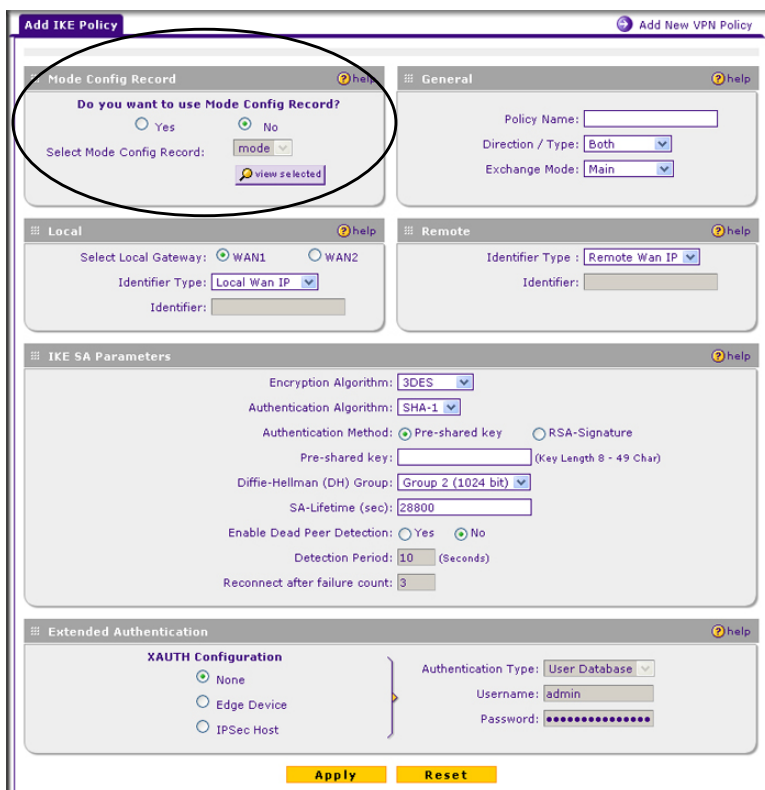 Add IKE Policy
Add New VPN Policy
Mode Config Record
help
Do you want to use Mode Config Record?
Yes No
Select Mode Config Record: mode
view selected
General
help
Policy Name:
Direction / Type: Both
Exchange Mode: Main
Local
help
Select Local Gateway: WAN1 WAN2
Identifier Type: Local Wan IP
Identifier:
Remote
help
Identifier Type : Remote Wan IP
Identifier:
IKE SA Parameters
help
Encryption Algorithm: 3DES
Authentication Algorithm: SHA-1
Authentication Method: Pre-shared key RSA-Signature
Pre-shared key: (Key Length 8 - 49 Char)
Diffie-Hellman (DH) Group: Group 2 (1024 bit)
SA-Lifetime (sec): 28800
Enable Dead Peer Detection: Yes No
Detection Period: 10 (Seconds)
Reconnect after failure count: 3
Extended Authentication
help
XAUTH Configuration
None
Edge Device
IPSec Host
Authentication Type: User Database
Username: admin
Password: •••••••••••••••
Apply Reset